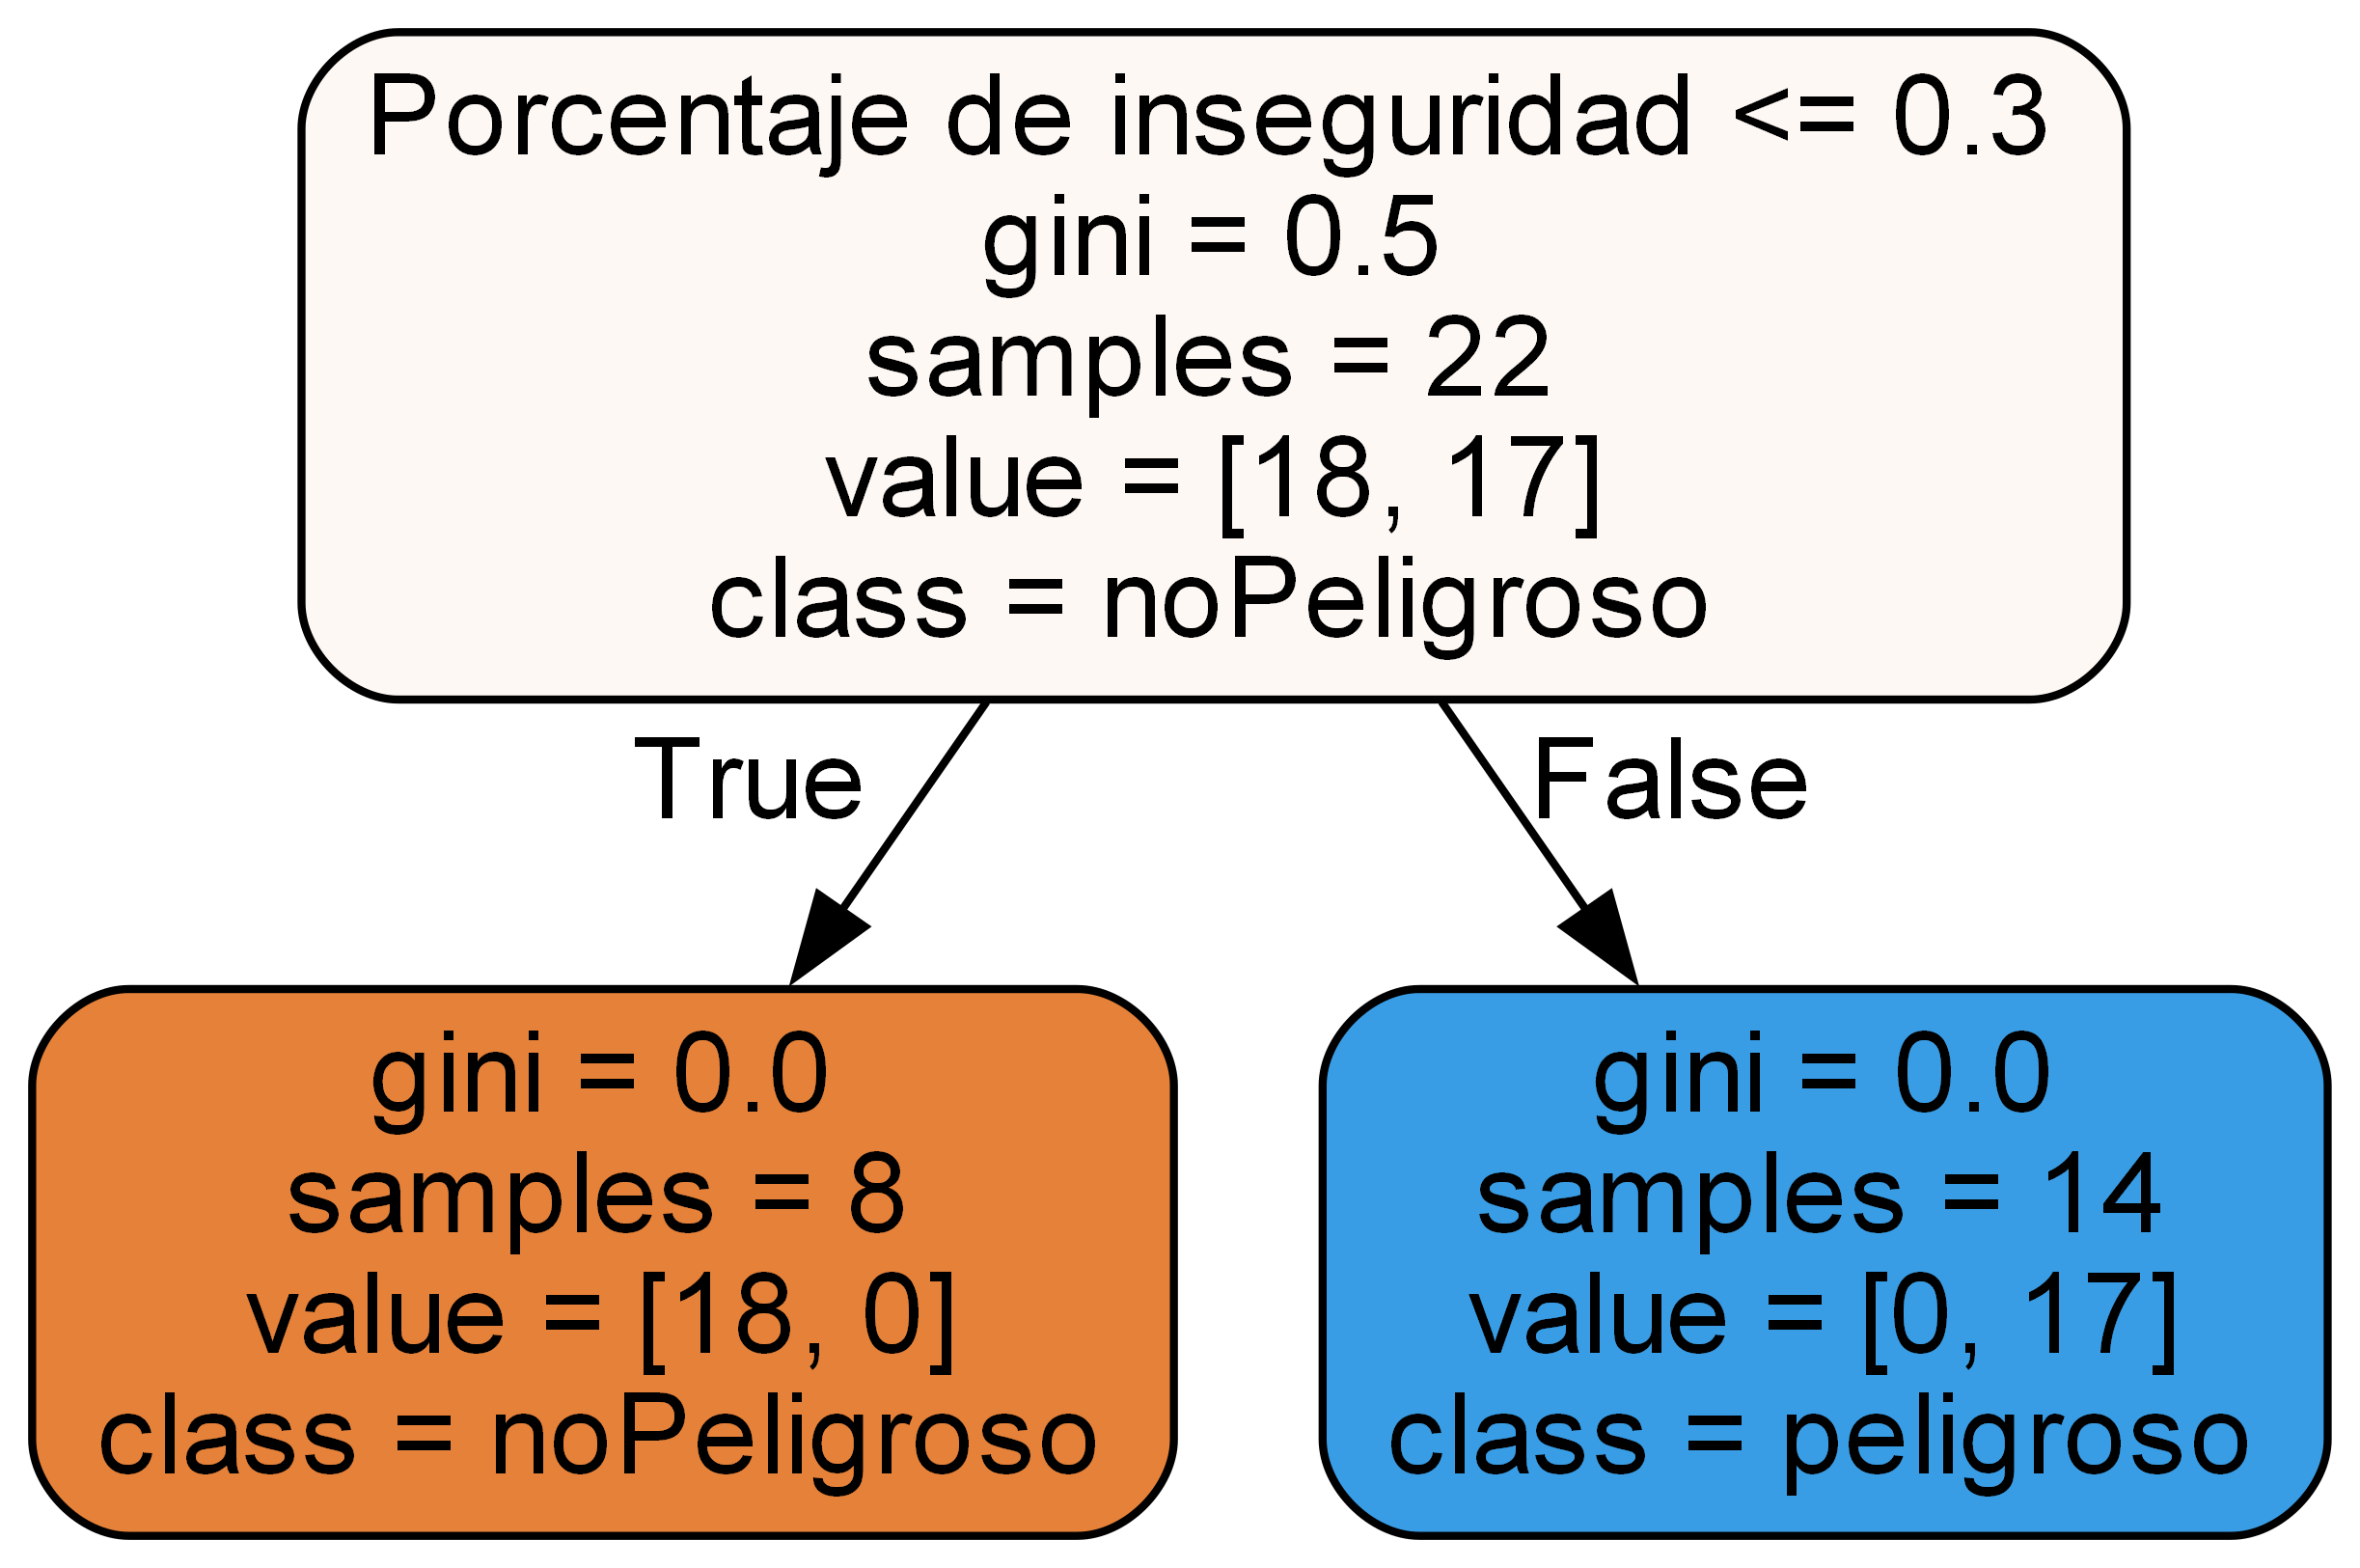 Porcentaje de inseguridad <= 0.3
gini = 0.5
samples = 22
value = [18, 17]
class = noPeligroso
True
False
gini = 0.0
samples = 8
value = [18, 0]
class = noPeligroso
gini = 0.0
samples = 14
value = [0, 17]
class = peligroso